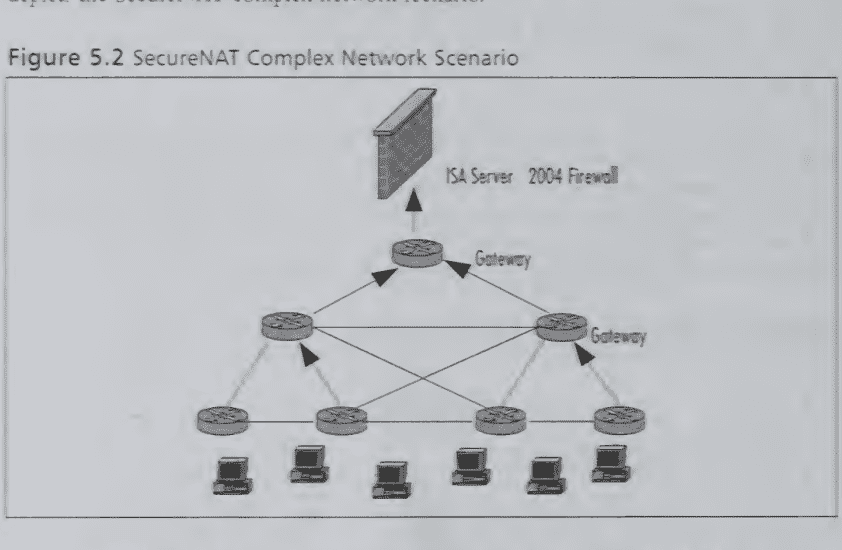 Figure 5.2 SecureNAT Complex Network Scenario
ISA Server 2004 Firewall
Gateway
Gateway